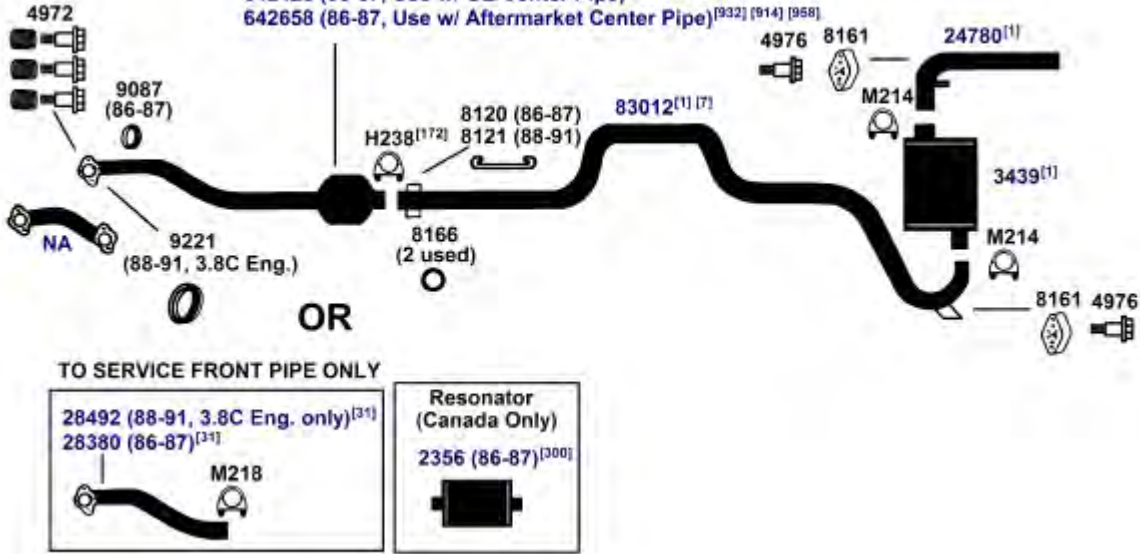 4972
642658 (86-87, Use w/ Aftermarket Center Pipe)[932] [914] [958]
4976
8161
24780[1]
9087
(86-87)
H238[172]
8120 (86-87)
8121 (88-91)
83012[1] [7]
M214
3439[1]
NA
9221
(88-91, 3.8C Eng.)
8166
(2 used)
M214
8161
4976
OR
TO SERVICE FRONT PIPE ONLY
28492 (88-91, 3.8C Eng. only)[31]
28380 (86-87)[31]
M218
Resonator
(Canada Only)
2356 (86-87)[300]